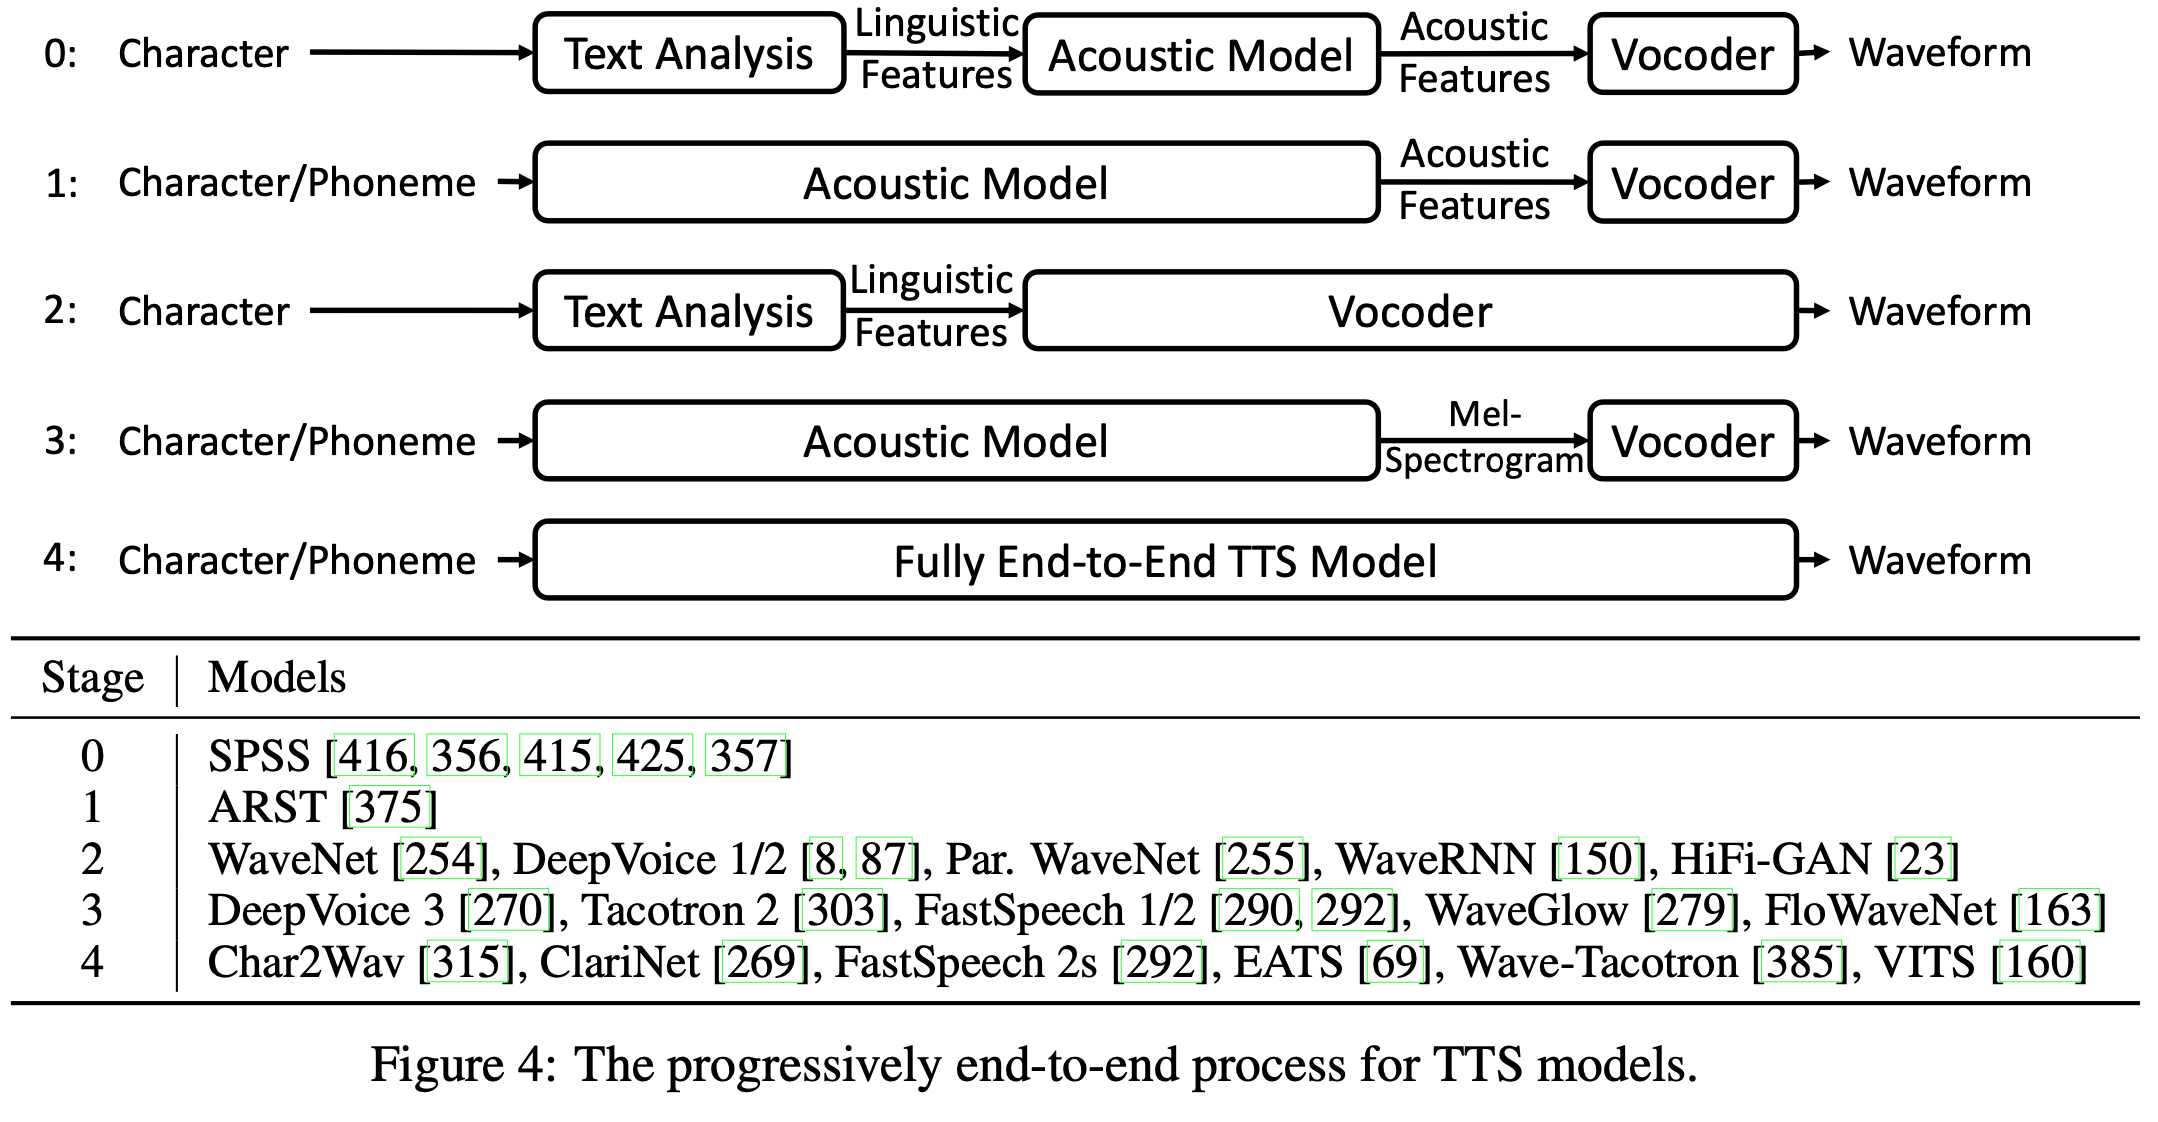 0: Character Text Analysis Linguistic Features Acoustic Model Acoustic Features Vocoder Waveform
1: Character/Phoneme Acoustic Model Acoustic Features Vocoder Waveform
2: Character Text Analysis Linguistic Features Vocoder Waveform
3: Character/Phoneme Acoustic Model Mel-Spectrogram Vocoder Waveform
4: Character/Phoneme Fully End-to-End TTS Model Waveform
Stage Models
0 SPSS [416, 356, 415, 425, 357]
1 ARST [375]
2 WaveNet [254], DeepVoice 1/2 [8, 87], Par. WaveNet [255], WaveRNN [150], HiFi-GAN [23]
3 DeepVoice 3 [270], Tacotron 2 [303], FastSpeech 1/2 [290, 292], WaveGlow [279], FloWaveNet [163]
4 Char2Wav [315], ClariNet [269], FastSpeech 2s [292], EATS [69], Wave-Tacotron [385], VITS [160]
Figure 4: The progressively end-to-end process for TTS models.